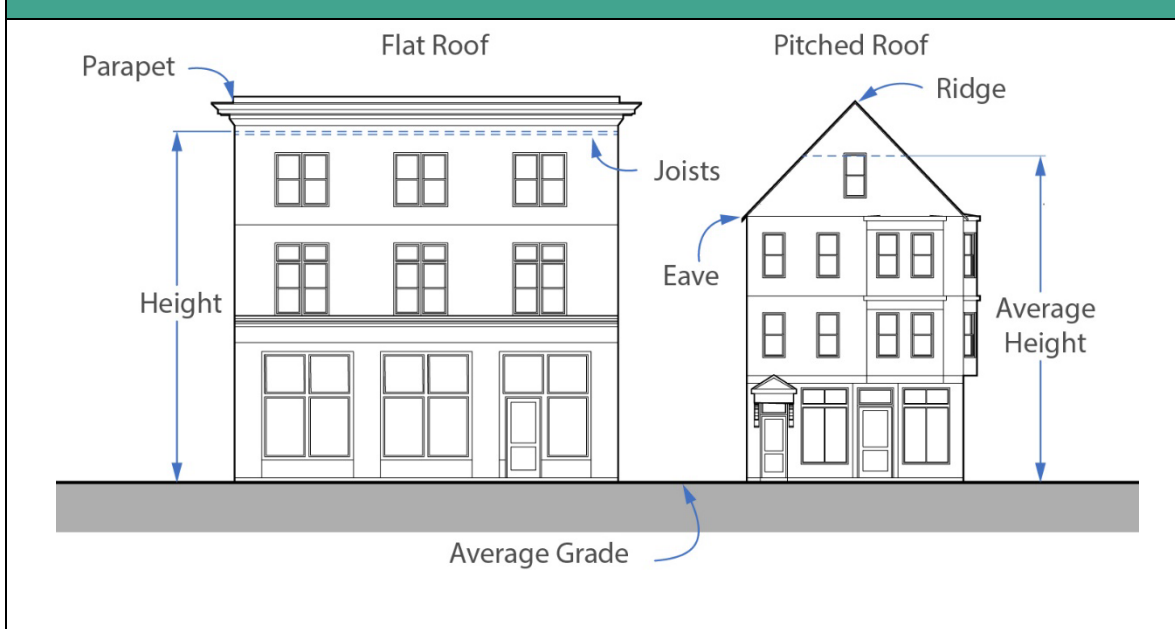 Flat Roof
Pitched Roof
Parapet
Ridge
Joists
Eave
Height
Average
Height
Average Grade